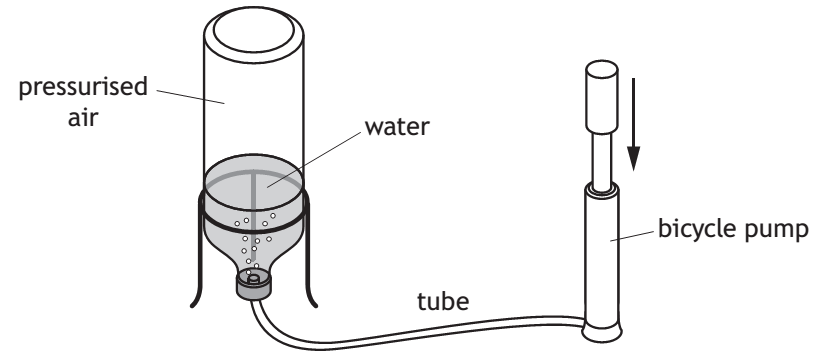 pressurised
air
water
bicycle pump
tube